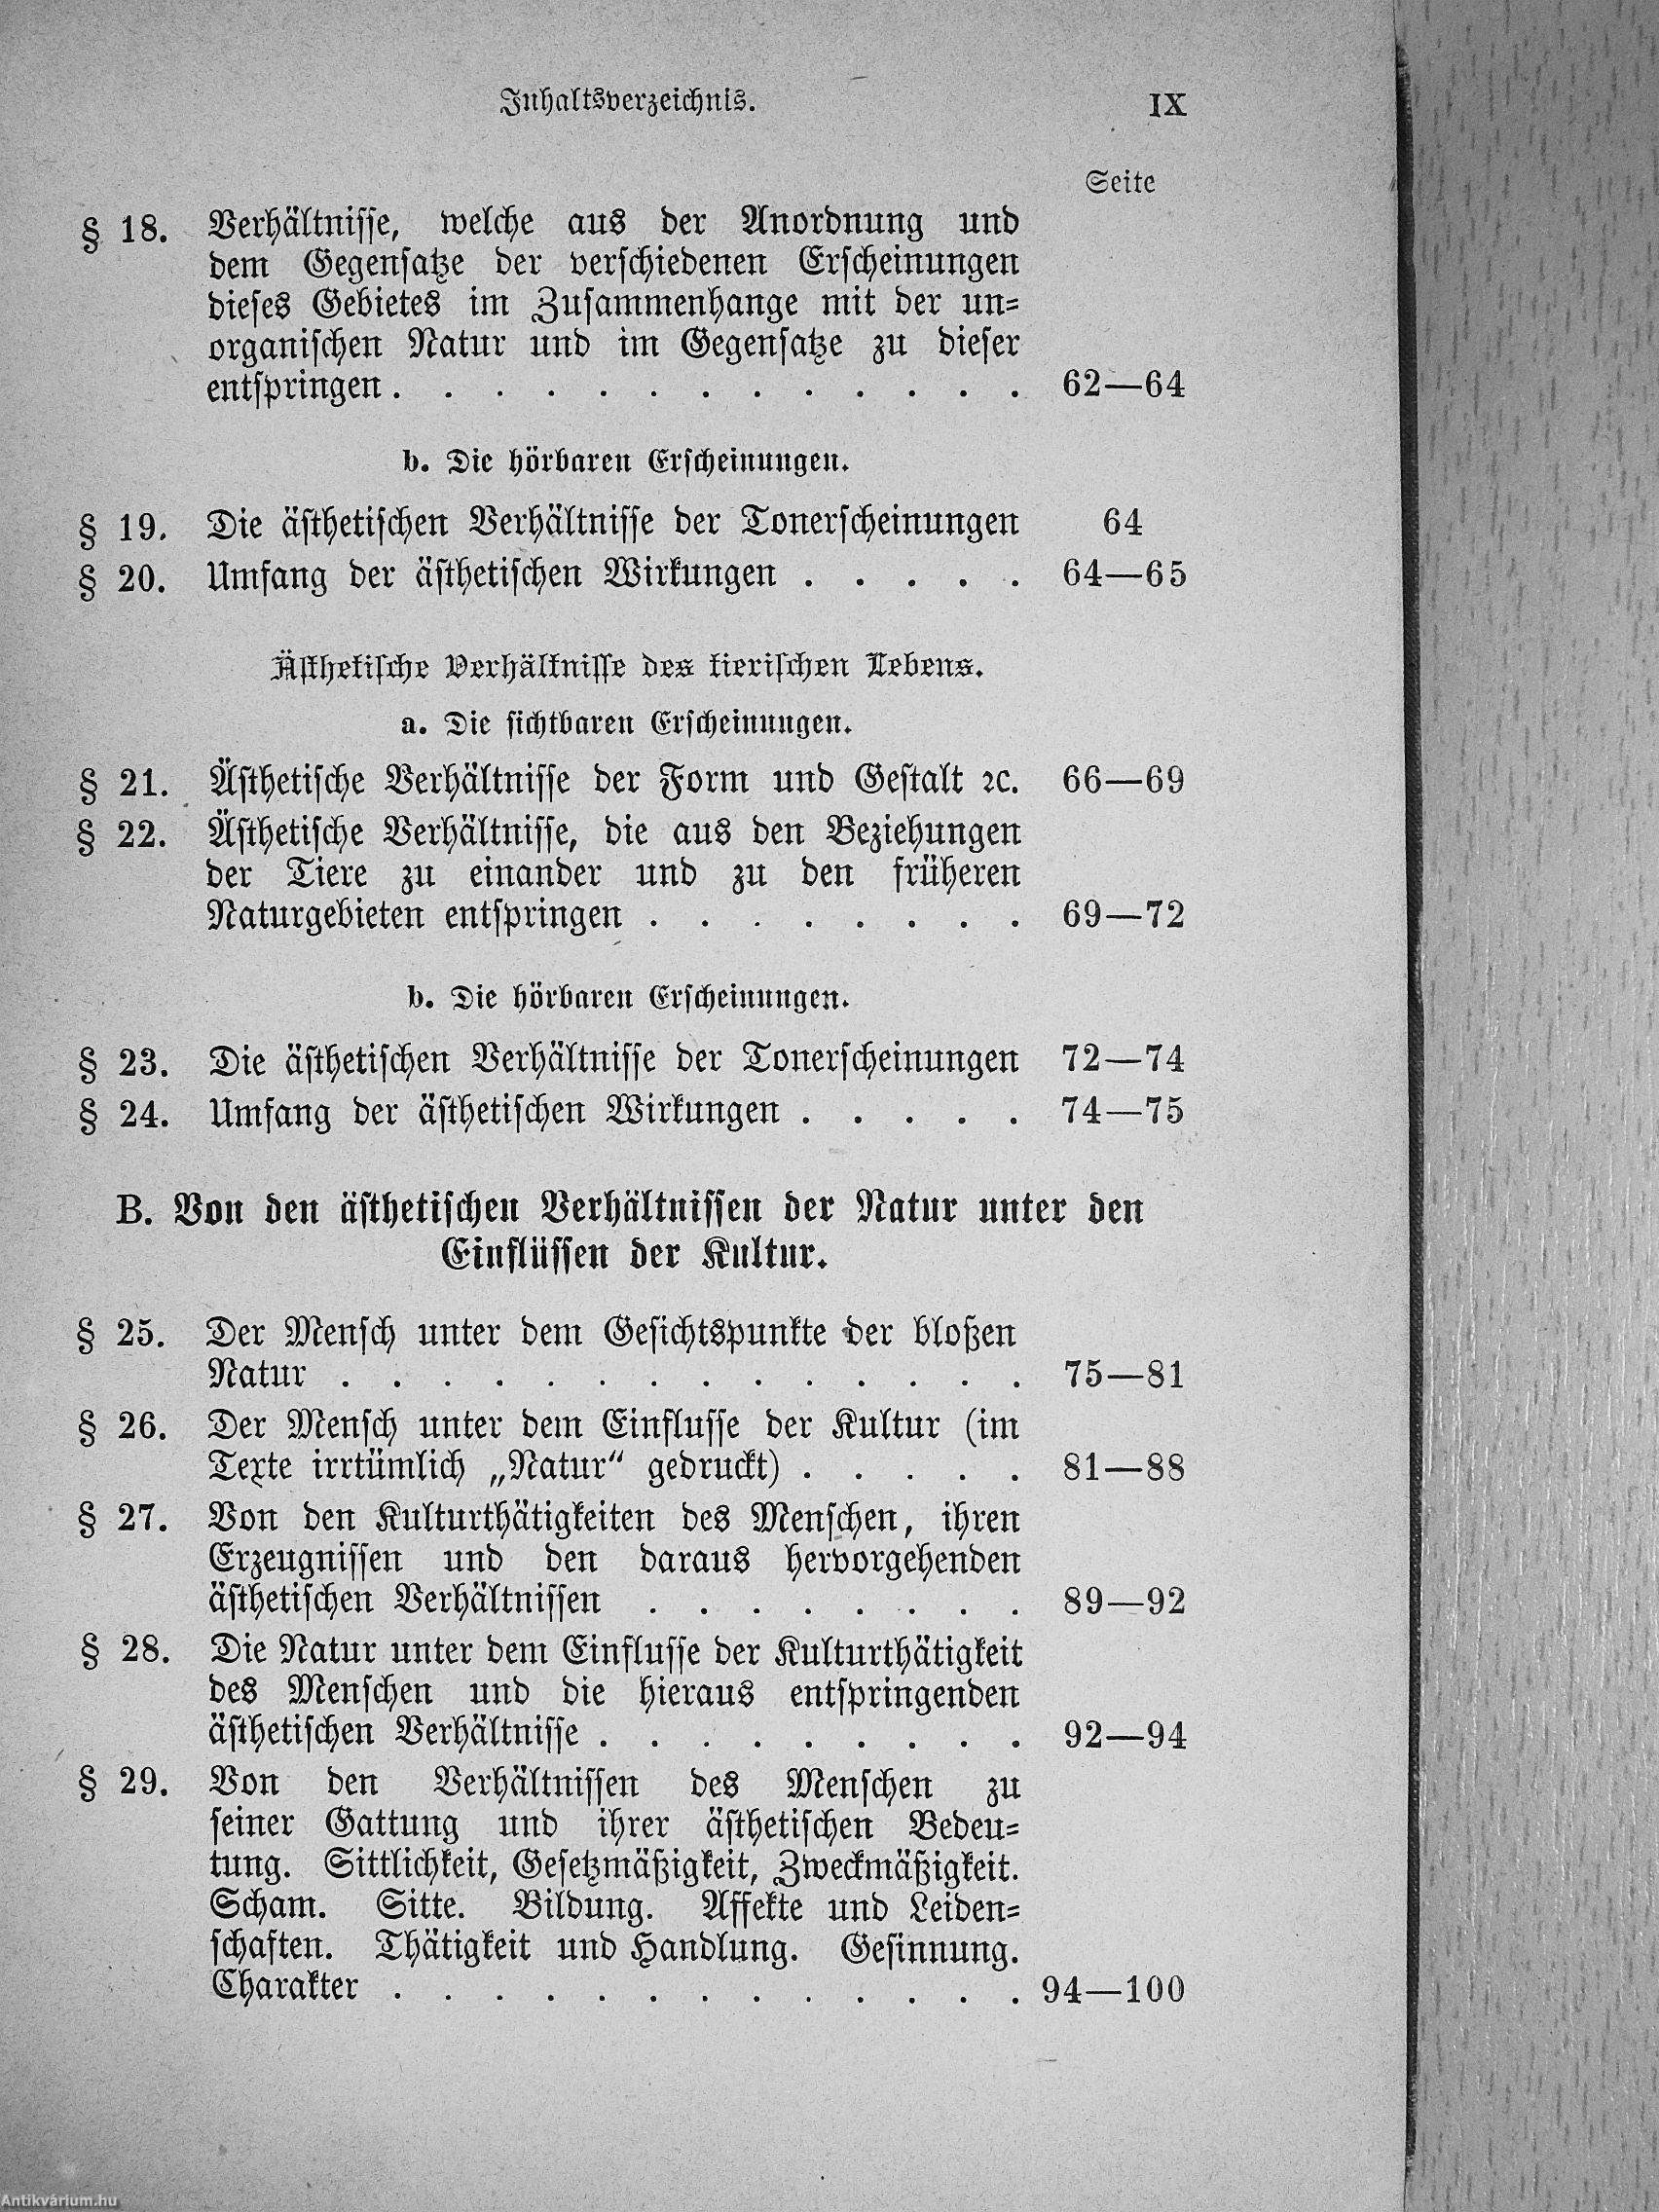 Inhaltsverzeichnis. IX
Seite
§ 18. Verhältnisse, welche aus der Anordnung und
dem Gegensatze der verschiedenen Erscheinungen
dieses Gebietes im Zusammenhange mit der un=
organischen Natur und im Gegensatze zu dieser
entspringen . . . . . . . . . . . . . 62—64
b. Die hörbaren Erscheinungen.
§ 19. Die ästhetischen Verhältnisse der Tonerscheinungen 64
§ 20. Umfang der ästhetischen Wirkungen . . . . . 64—65
Ästhetische Verhältnisse des tierischen Lebens.
a. Die sichtbaren Erscheinungen.
§ 21. Ästhetische Verhältnisse der Form und Gestalt ꝛc. 66—69
§ 22. Ästhetische Verhältnisse, die aus den Beziehungen
der Tiere zu einander und zu den früheren
Naturgebieten entspringen . . . . . . . . 69—72
b. Die hörbaren Erscheinungen.
§ 23. Die ästhetischen Verhältnisse der Tonerscheinungen 72—74
§ 24. Umfang der ästhetischen Wirkungen . . . . . 74—75
B. Von den ästhetischen Verhältnissen der Natur unter den
Einflüssen der Kultur.
§ 25. Der Mensch unter dem Gesichtspunkte der bloßen
Natur . . . . . . . . . . . . . . 75—81
§ 26. Der Mensch unter dem Einflusse der Kultur (im
Texte irrtümlich „Natur“ gedruckt) . . . . . 81—88
§ 27. Von den Kulturthätigkeiten des Menschen, ihren
Erzeugnissen und den daraus hervorgehenden
ästhetischen Verhältnissen . . . . . . . . 89—92
§ 28. Die Natur unter dem Einflusse der Kulturthätigkeit
des Menschen und die hieraus entspringenden
ästhetischen Verhältnisse . . . . . . . . . 92—94
§ 29. Von den Verhältnissen des Menschen zu
seiner Gattung und ihrer ästhetischen Bedeu=
tung. Sittlichkeit, Gesetzmäßigkeit, Zweckmäßigkeit.
Scham. Sitte. Bildung. Affekte und Leiden=
schaften. Thätigkeit und Handlung. Gesinnung.
Charakter . . . . . . . . . . . . . 94—100
Antikvárium.hu